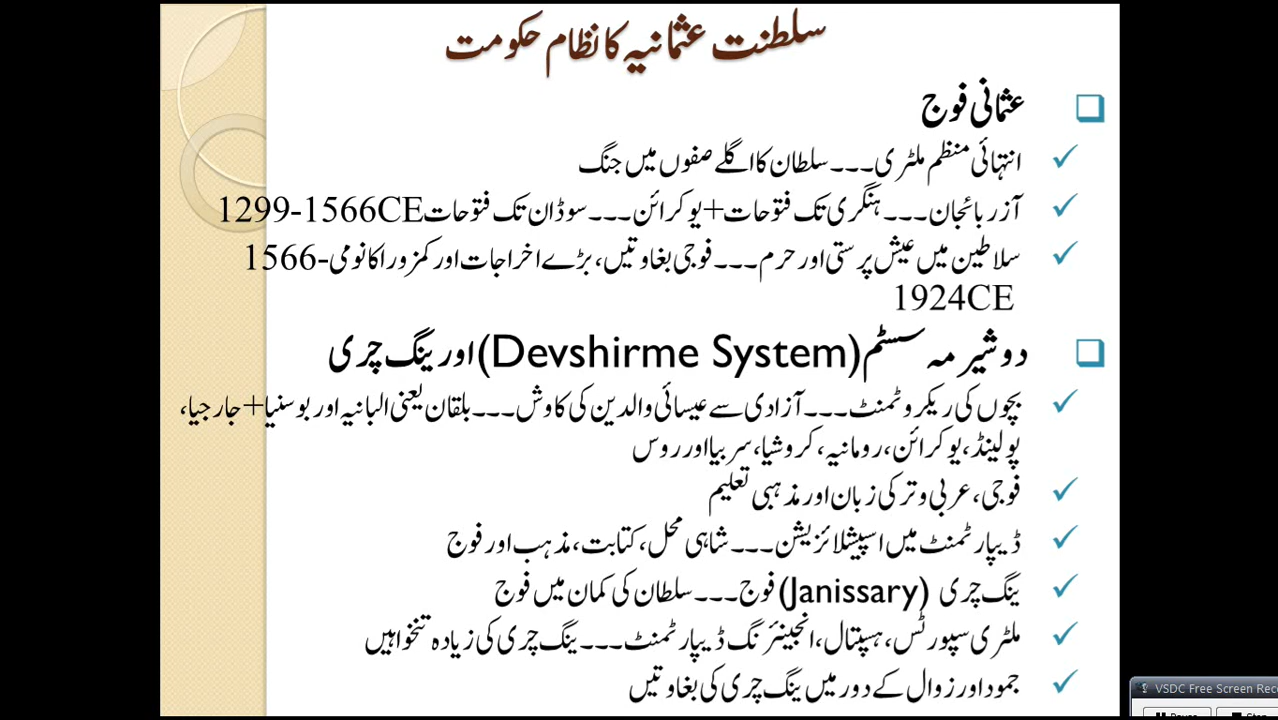 سلطنت عثمانیہ کا نظام حکومت
عثمانی فوج
انتہائی منظم ملٹری۔۔۔سلطان کا اگلے صفوں میں جنگ
آزربائجان۔۔۔ہنگری تک فتوحات+یوکرائن۔۔۔سوڈان تک فتوحات1299-1566CE
سلاطین میں عیش پرستی اور حرم۔۔۔فوجی بغاوتیں، بڑے اخراجات اور کمزور اکانومی-1566
1924CE
دوشیرمہ سسٹم(Devshirme System) اور ینگ چری
بچوں کی ریکروٹمنٹ۔۔۔آزادی سے عیسائی والدین کی کاوش۔۔۔بلقان یعنی البانیہ اور بوسنیا+جارجیا،
پولینڈ، یوکرائن، رومانیہ، کروشیا، سربیا اور روس
فوجی، عربی و ترکی زبان اور مذہبی تعلیم
ڈیپارٹمنٹ میں اسپیشلائزیشن۔۔۔شاہی محل، کتابت، مذہب اور فوج
ینگ چری (Janissary) فوج۔۔۔سلطان کی کمان میں فوج
ملٹری سپورٹس، ہسپتال، انجینئرنگ ڈیپارٹمنٹ۔۔۔ینگ چری کی زیادہ تنخواہیں
جمود اور زوال کے دور میں ینگ چری کی بغاوتیں
VSDC Free Screen Rec